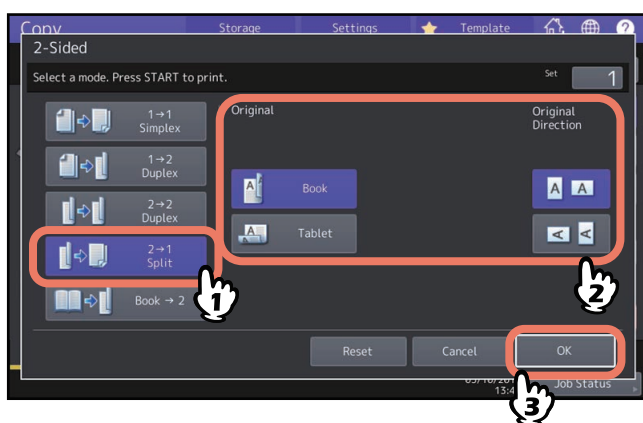 Copy Storage Settings Template
2-Sided
Select a mode. Press START to print. Set 1
1→1
Simplex
1→2
Duplex
2→2
Duplex
2→1
Split
Book → 2
Original
Original
Direction
Book
A A
Tablet
1
2
Reset Cancel OK
13:4 Job Status
3